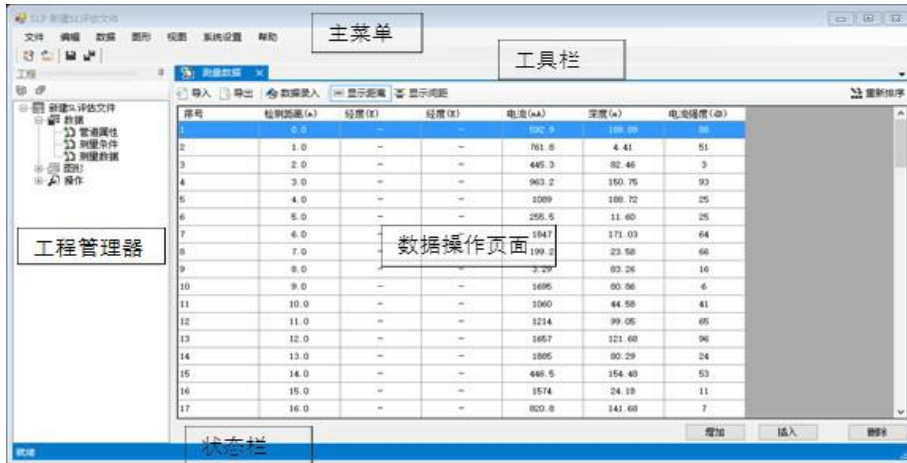 SLP 新建SL评估文件
文件 编辑 数据 图形 视图 系统设置 帮助
主菜单
工具栏
工程
测量数据
导入 导出 数据录入 显示距离 显示间距 重新排序
新建SL评估文件
数据
管道属性
测量条件
测量数据
图形
操作
工程管理器
数据操作页面
序号 检测距离(m) 经度(E) 经度(E) 电流(mA) 深度(m) 电流强度(dB)
1 0.0 - - 592.9
2 1.0 - - 761.8 4.41 51
3 2.0 - - 445.3 82.46 3
4 3.0 - - 963.2 150.75 93
5 4.0 - - 1089 188.72 25
6 5.0 - - 255.5 11.60 25
7 6.0 - - 1847 171.03 64
8 7.0 - 199.2 23.58 66
9 8.0 - - 3.29 83.26 16
10 9.0 - - 1695 80.86 6
11 10.0 - - 1060 44.58 41
12 11.0 - - 1214 99.05 65
13 12.0 - - 1657 121.68 96
14 13.0 - - 1885 80.29 24
15 14.0 - - 446.5 154.48 53
16 15.0 - - 1574 24.18 11
17 16.0 - - 820.8 141.68 7
增加 插入 删除
状态栏
就绪